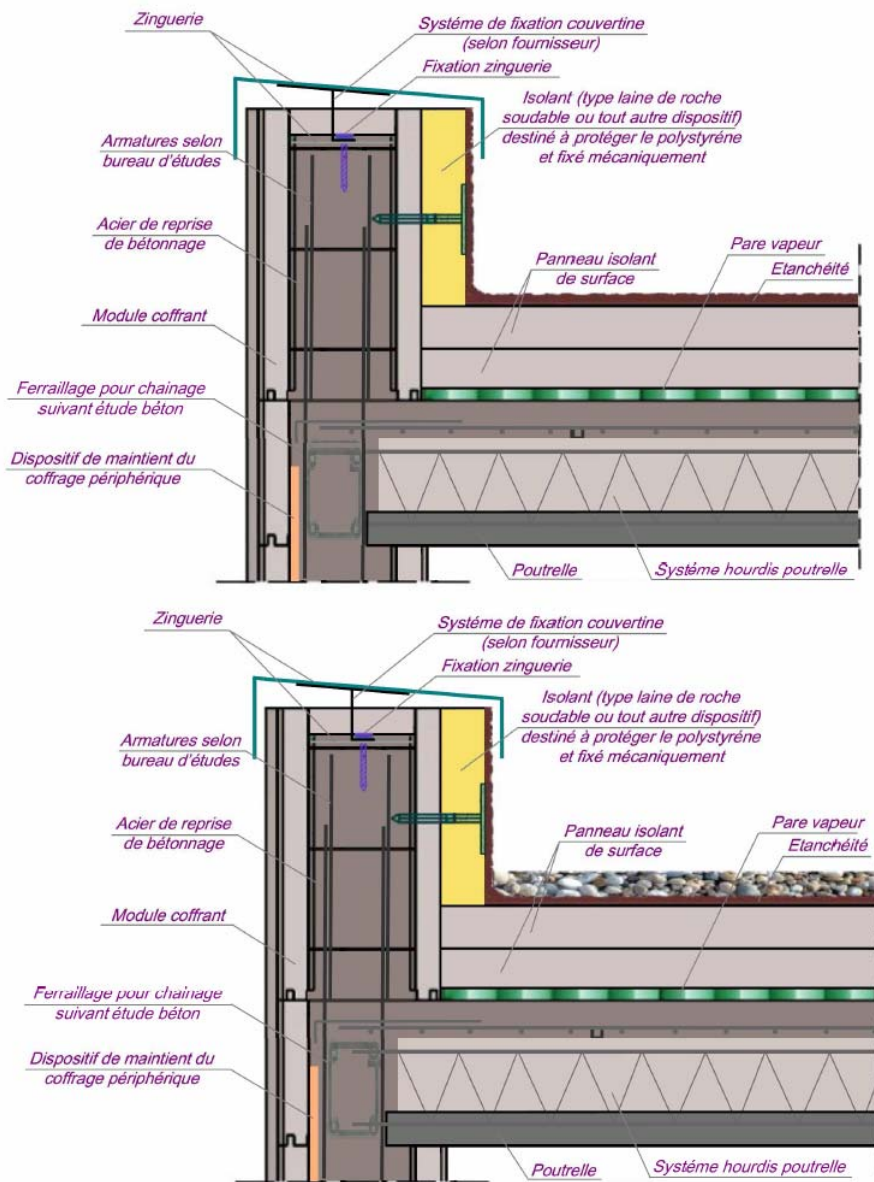 Zinguerie
Systéme de fixation couvertine
(selon fournisseur)
Fixation zinguerie
Isolant (type laine de roche
soudable ou tout autre dispositif)
destiné à protéger le polystyréne
et fixé mécaniquement
Armatures selon
bureau d'études
Acier de reprise
de bétonnage
Panneau isolant
de surface
Pare vapeur
Etanchéité
Module coffrant
Ferraillage pour chainage
suivant étude béton
Dispositif de maintient du
coffrage périphérique
Poutrelle
Systéme hourdis poutrelle
Zinguerie
Systéme de fixation couvertine
(selon fournisseur)
Fixation zinguerie
Isolant (type laine de roche
soudable ou tout autre dispositif)
destiné à protéger le polystyréne
et fixé mécaniquement
Armatures selon
bureau d'études
Acier de reprise
de bétonnage
Panneau isolant
de surface
Pare vapeur
Etanchéité
Module coffrant
Ferraillage pour chainage
suivant étude béton
Dispositif de maintient du
coffrage périphérique
Poutrelle
Systéme hourdis poutrelle